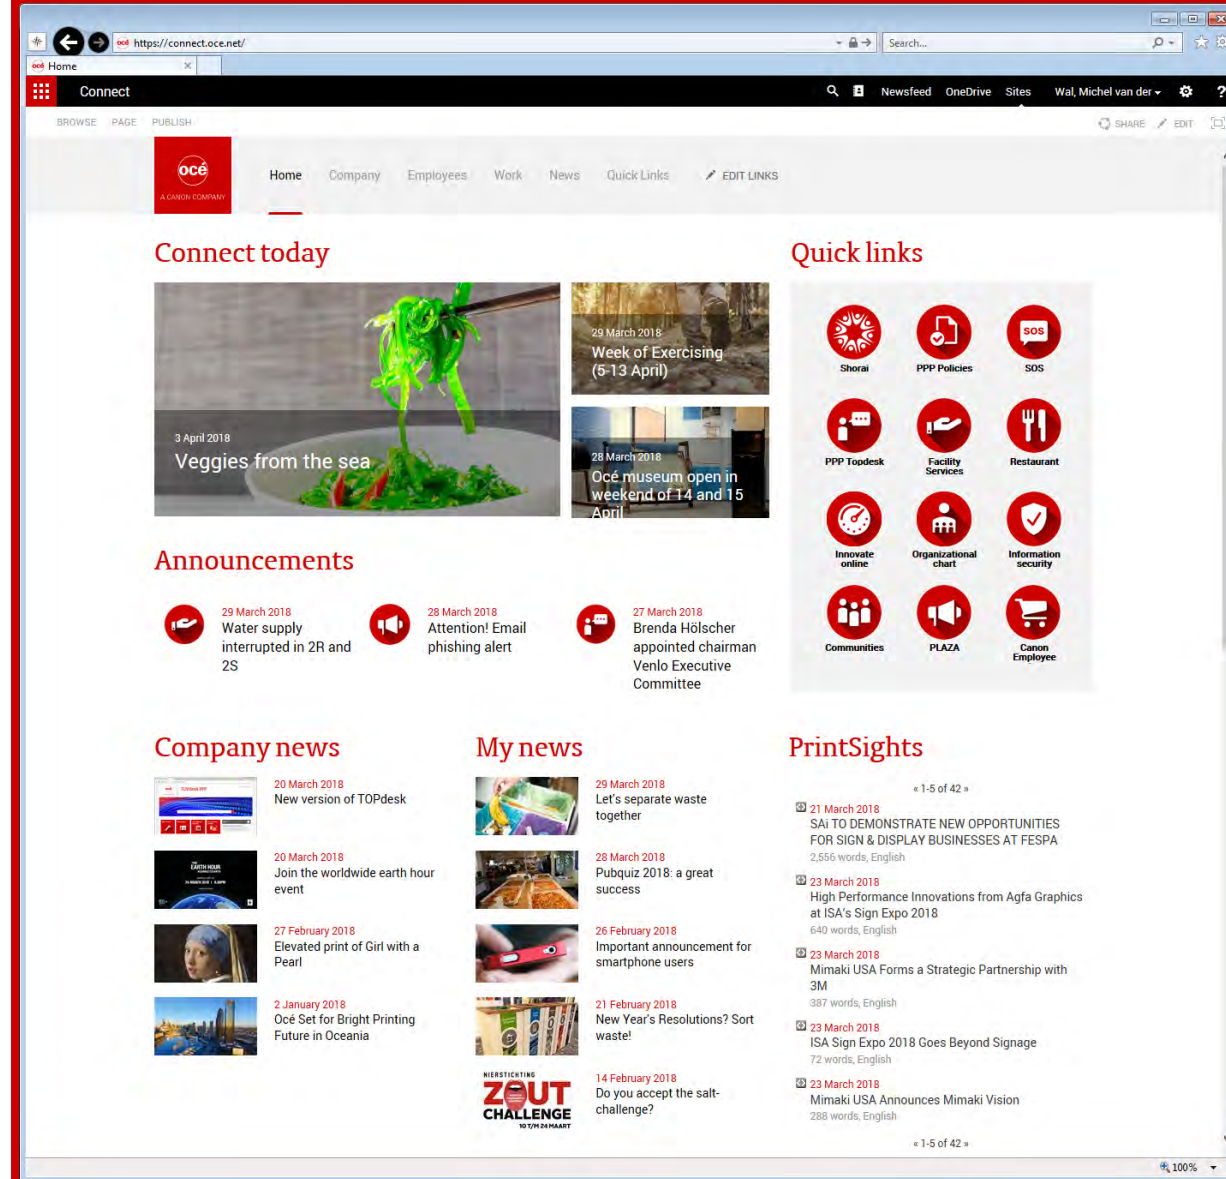 https://connect.oce.net/
Search...
océ Home
Connect
Newsfeed OneDrive Sites Wal, Michel van der ?
BROWSE PAGE PUBLISH
SHARE EDIT
océ
A CANON COMPANY
Home Company Employees Work News Quick Links EDIT LINKS
Connect today
3 April 2018
Veggies from the sea
29 March 2018
Week of Exercising
(5-13 April)
28 March 2018
Océ museum open in
weekend of 14 and 15
April
Quick links
Shorai
PPP Policies
SOS
SOS
PPP Topdesk
Facility
Services
Restaurant
Innovate
online
Organizational
chart
Information
security
Communities
PLAZA
Canon
Employee
Announcements
29 March 2018
Water supply
interrupted in 2R and
2S
28 March 2018
Attention! Email
phishing alert
27 March 2018
Brenda Hölscher
appointed chairman
Venlo Executive
Committee
Company news
20 March 2018
New version of TOPdesk
EARTH HOUR
20 March 2018
Join the worldwide earth hour
event
27 February 2018
Elevated print of Girl with a
Pearl
2 January 2018
Océ Set for Bright Printing
Future in Oceania
My news
29 March 2018
Let's separate waste
together
28 March 2018
Pubquiz 2018: a great
success
26 February 2018
Important announcement for
smartphone users
21 February 2018
New Year's Resolutions? Sort
waste!
NIERSTICHTING
ZOUT
CHALLENGE
10 T/M 24 MAART
14 February 2018
Do you accept the salt-
challenge?
PrintSights
« 1-5 of 42 »
21 March 2018
SAi TO DEMONSTRATE NEW OPPORTUNITIES
FOR SIGN & DISPLAY BUSINESSES AT FESPA
2,556 words, English
23 March 2018
High Performance Innovations from Agfa Graphics
at ISA's Sign Expo 2018
640 words, English
23 March 2018
Mimaki USA Forms a Strategic Partnership with
3M
387 words, English
23 March 2018
ISA Sign Expo 2018 Goes Beyond Signage
72 words, English
23 March 2018
Mimaki USA Announces Mimaki Vision
288 words, English
« 1-5 of 42 »
100%